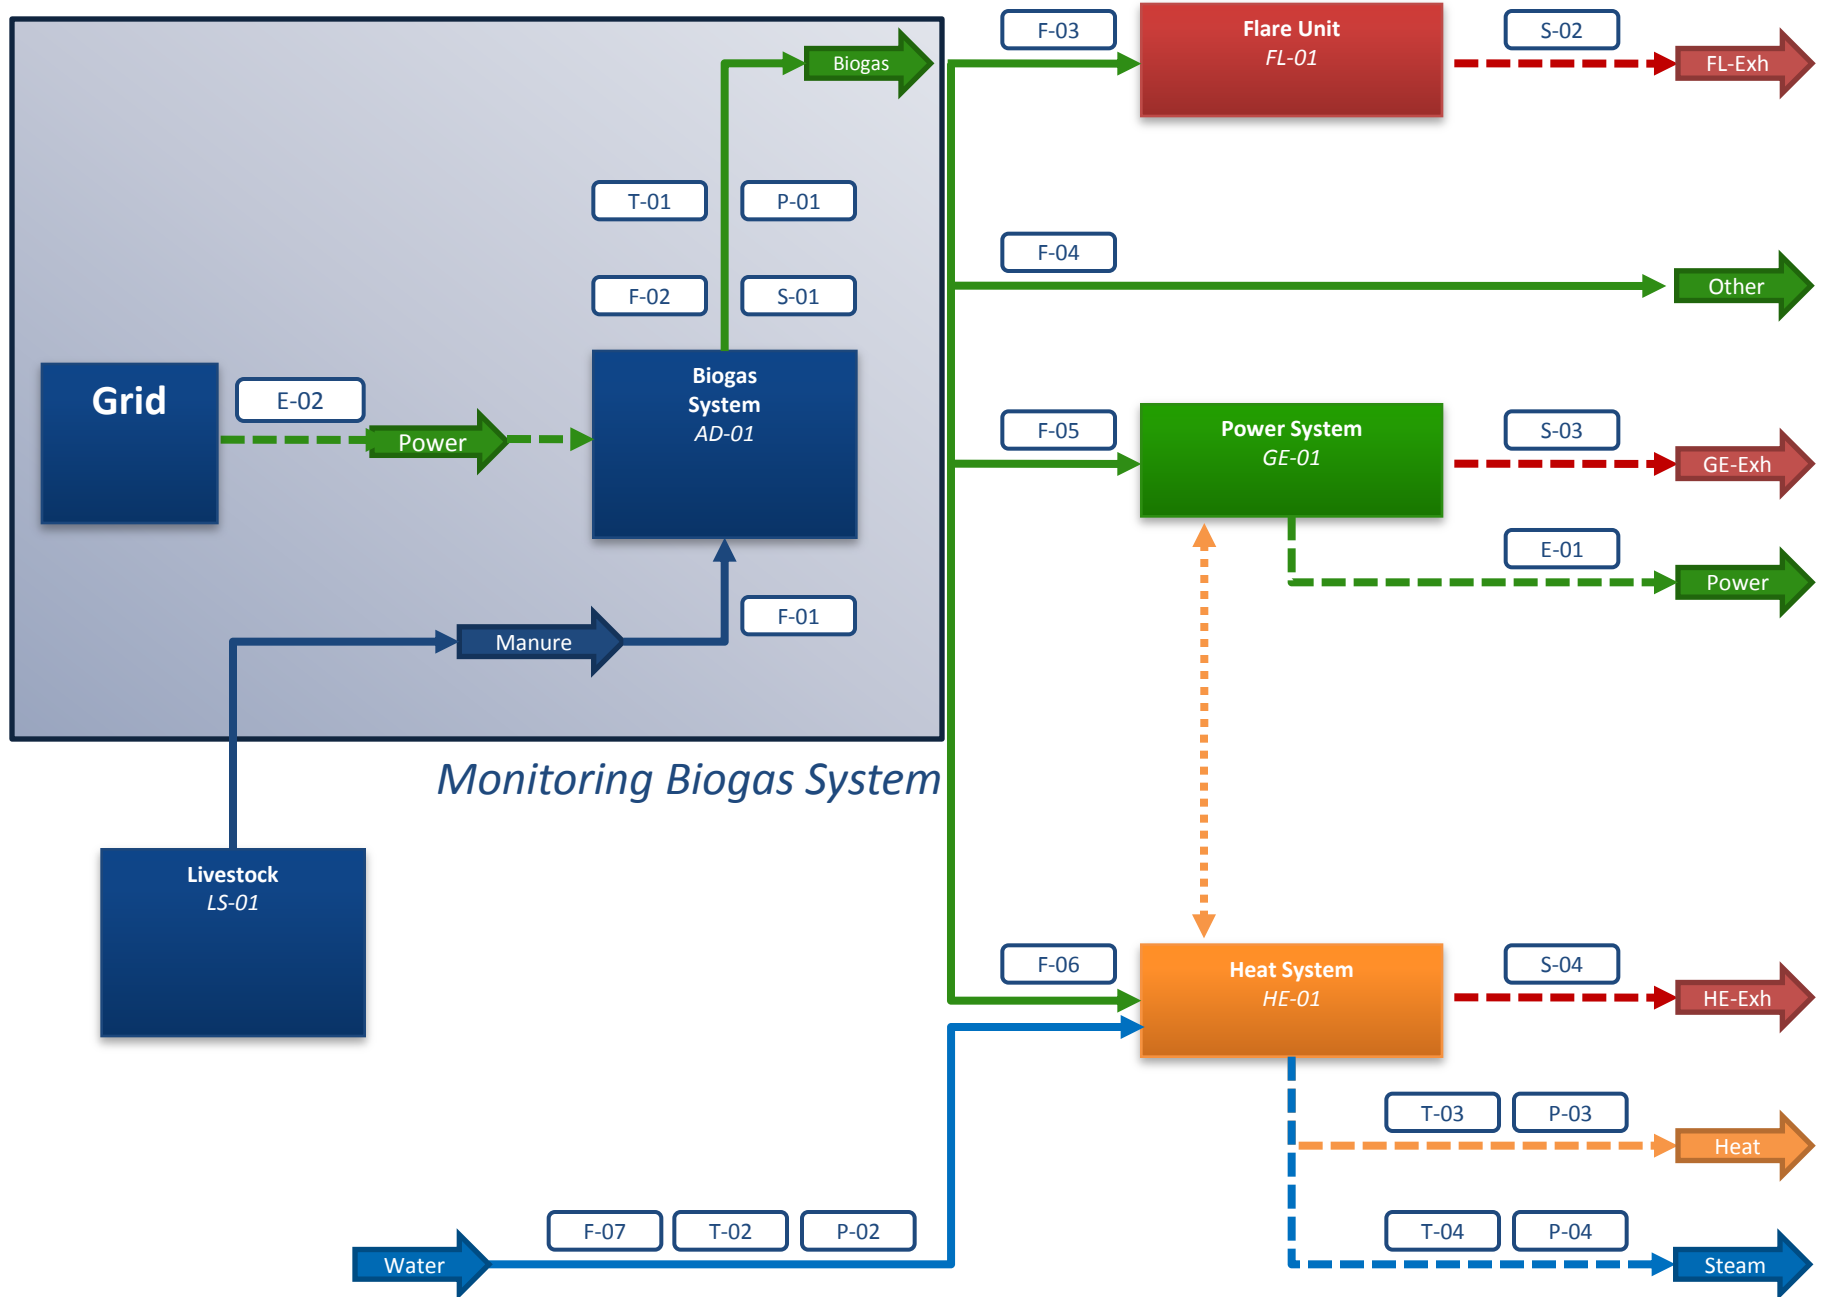 F-03
Flare Unit
FL-01
S-02
FL-Exh
Biogas
T-01
P-01
F-04
F-02
S-01
Other
Grid
E-02
Power
Biogas
System
AD-01
F-05
Power System
GE-01
S-03
GE-Exh
E-01
Power
F-01
Manure
Monitoring Biogas System
Livestock
LS-01
F-06
Heat System
HE-01
S-04
HE-Exh
T-03
P-03
Heat
F-07
T-02
P-02
Water
T-04
P-04
Steam